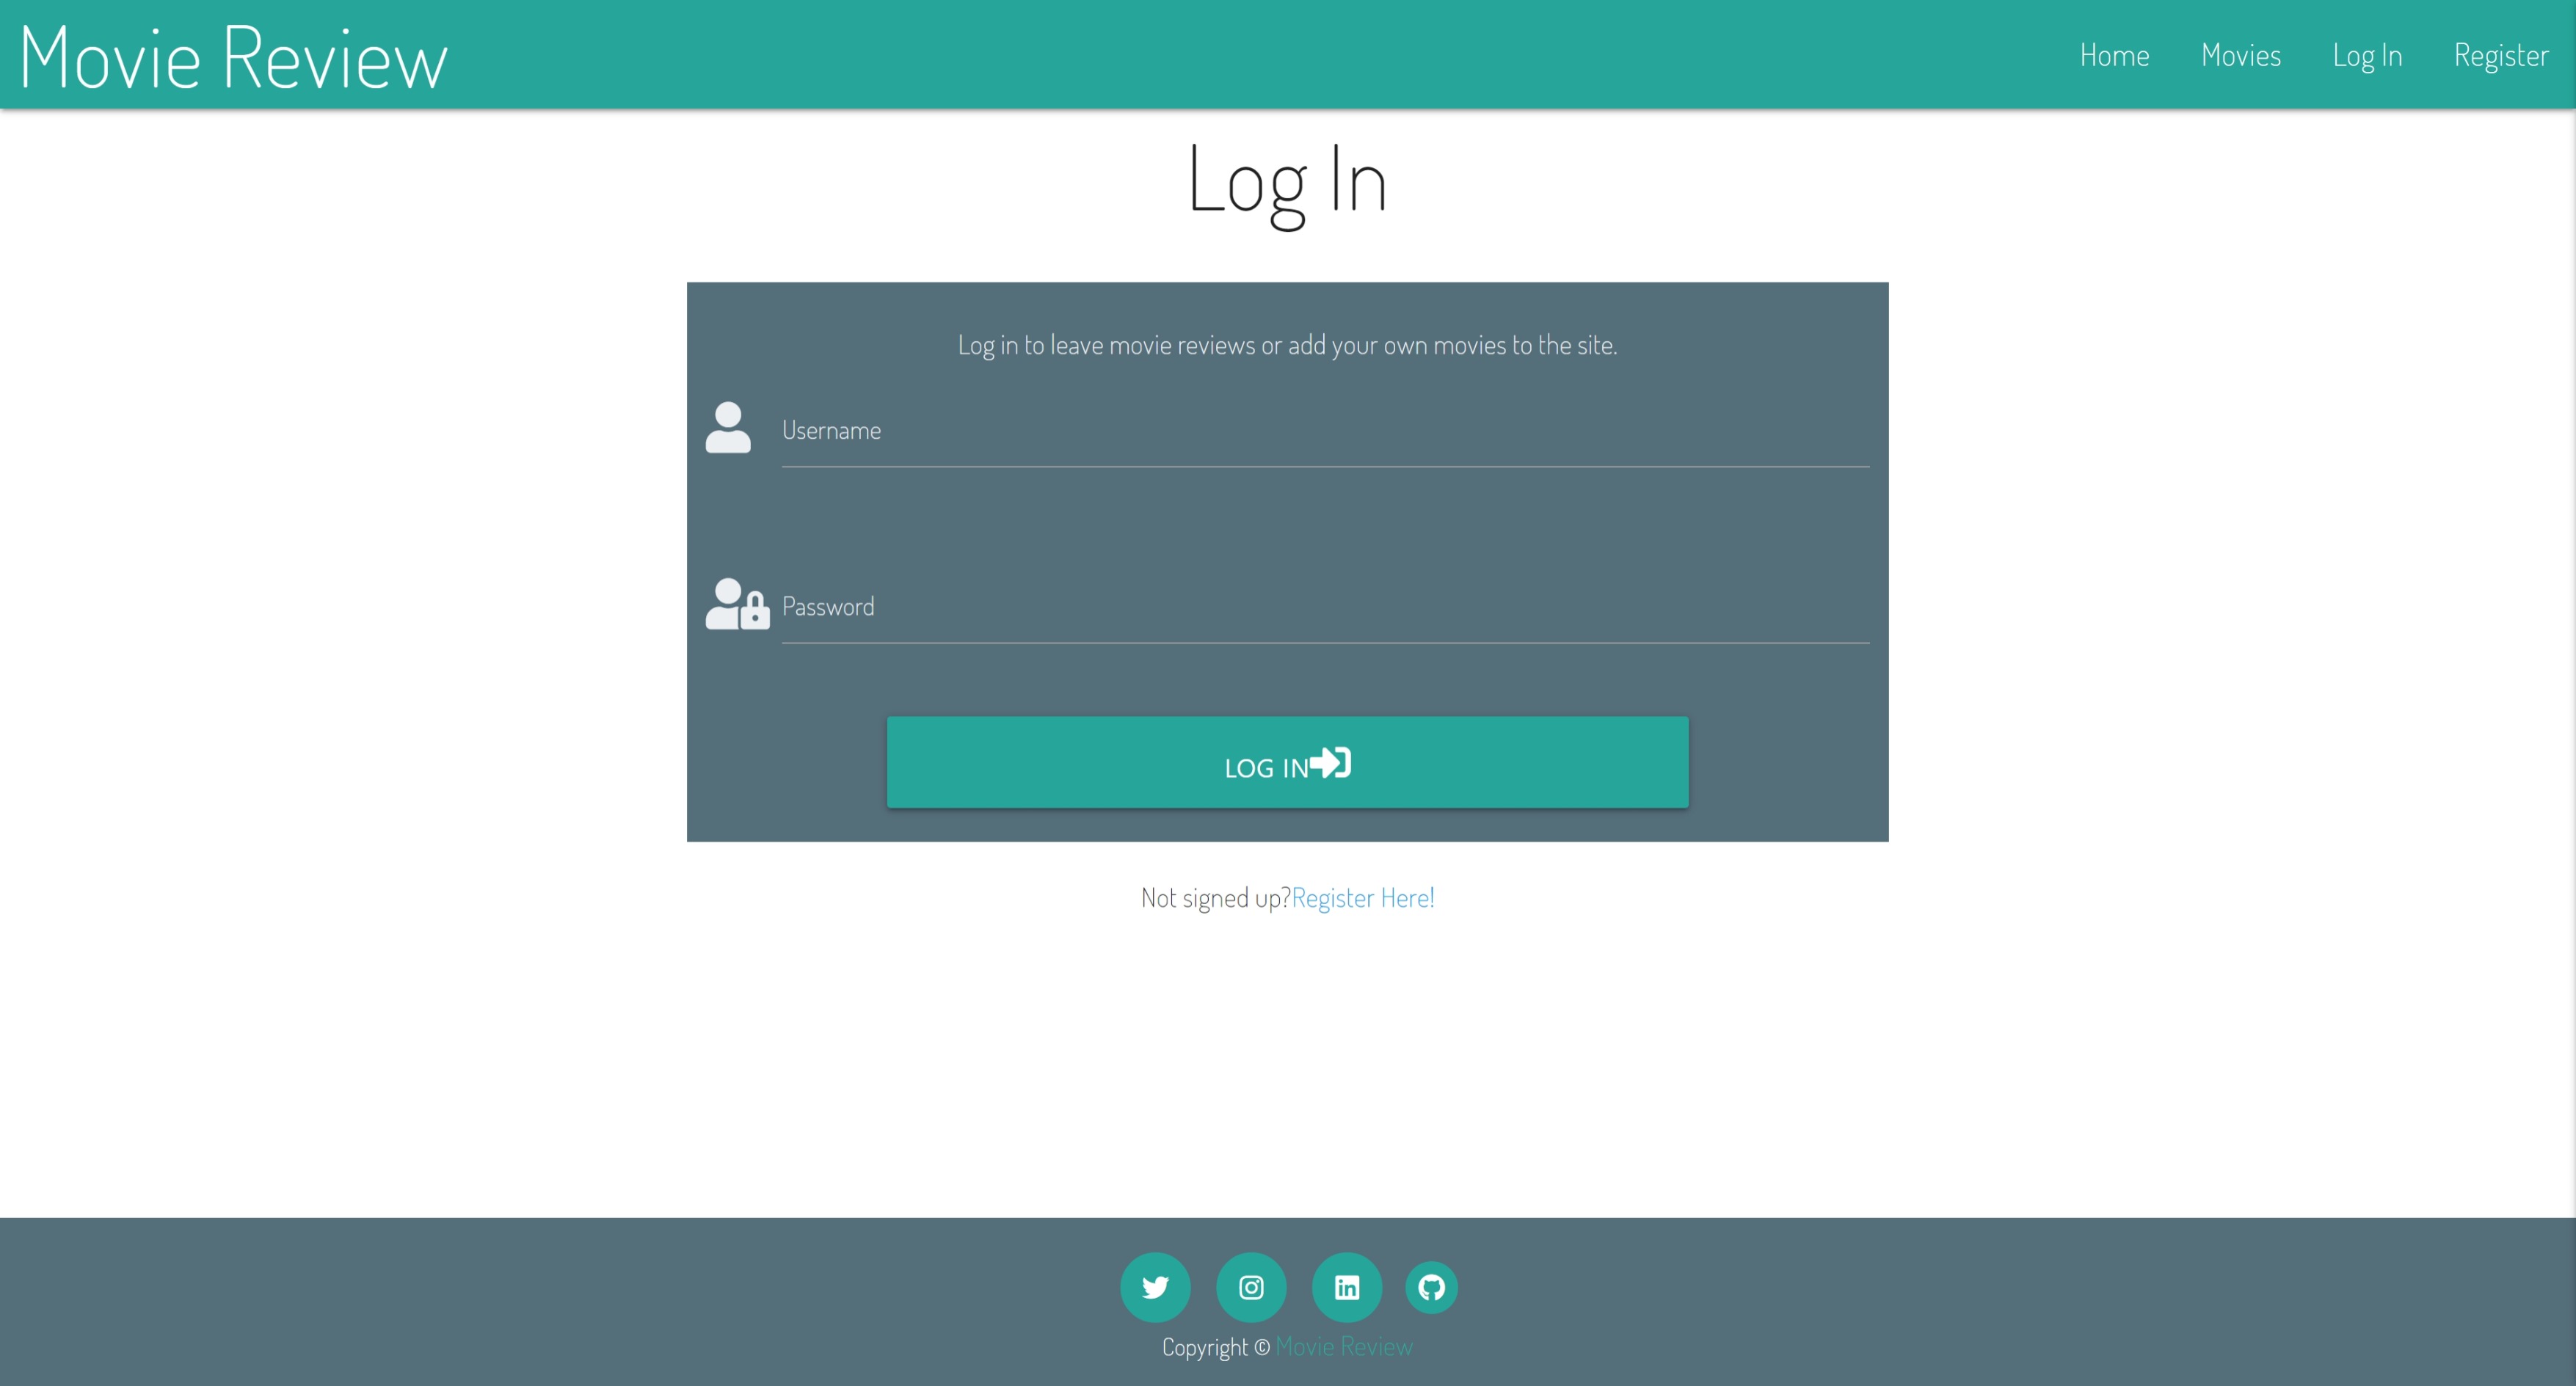 Movie Review
Home Movies Log In Register
Log In
Log in to leave movie reviews or add your own movies to the site.
Username
Password
LOG IN
Not signed up?Register Here!
Copyright © Movie Review